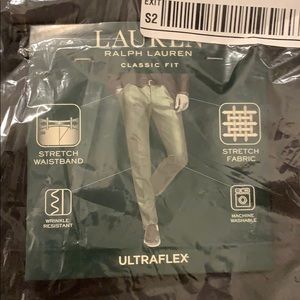 EXIT
S2
LAUREN
RALPH LAUREN
CLASSIC FIT
STRETCH
WAISTBAND
STRETCH
FABRIC
WRINKLE-
RESISTANT
MACHINE
WASHABLE
ULTRAFLEX